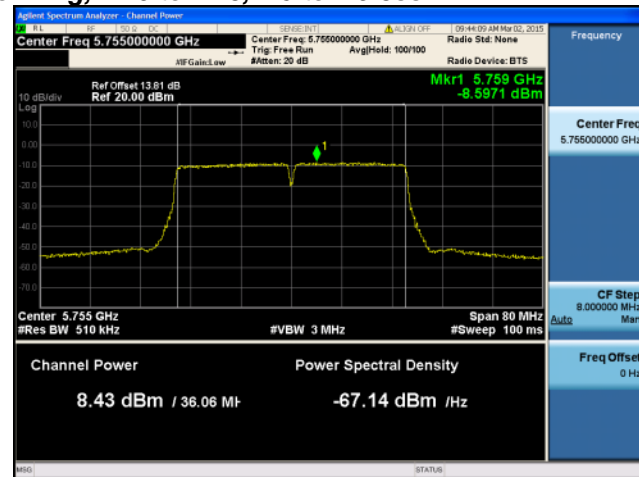 Agilent Spectrum Analyzer - Channel Power
RL RF 50 Ω DC SENSE:INT ALIGN OFF 09:44:09 AM Mar 02, 2015
Center Freq 5.755000000 GHz
Center Freq: 5.755000000 GHz
Radio Std: None
Trig: Free Run Avg|Hold: 100/100
#IFGain:Low #Atten: 20 dB Radio Device: BTS
Ref Offset 13.81 dB
Ref 20.00 dBm
10 dB/div
Log
Mkr1 5.759 GHz
-8.5971 dBm
10.0
0.00
-10.0
-20.0
-30.0
-40.0
-50.0
-60.0
-70.0
1
Center 5.755 GHz Span 80 MHz
#Res BW 510 kHz #VBW 3 MHz #Sweep 100 ms
Channel Power Power Spectral Density
8.43 dBm / 36.06 MH -67.14 dBm /Hz
MSG STATUS
Frequency
Center Freq
5.755000000 GHz
CF Step
8.000000 MHz
Auto Man
Freq Offset
0 Hz